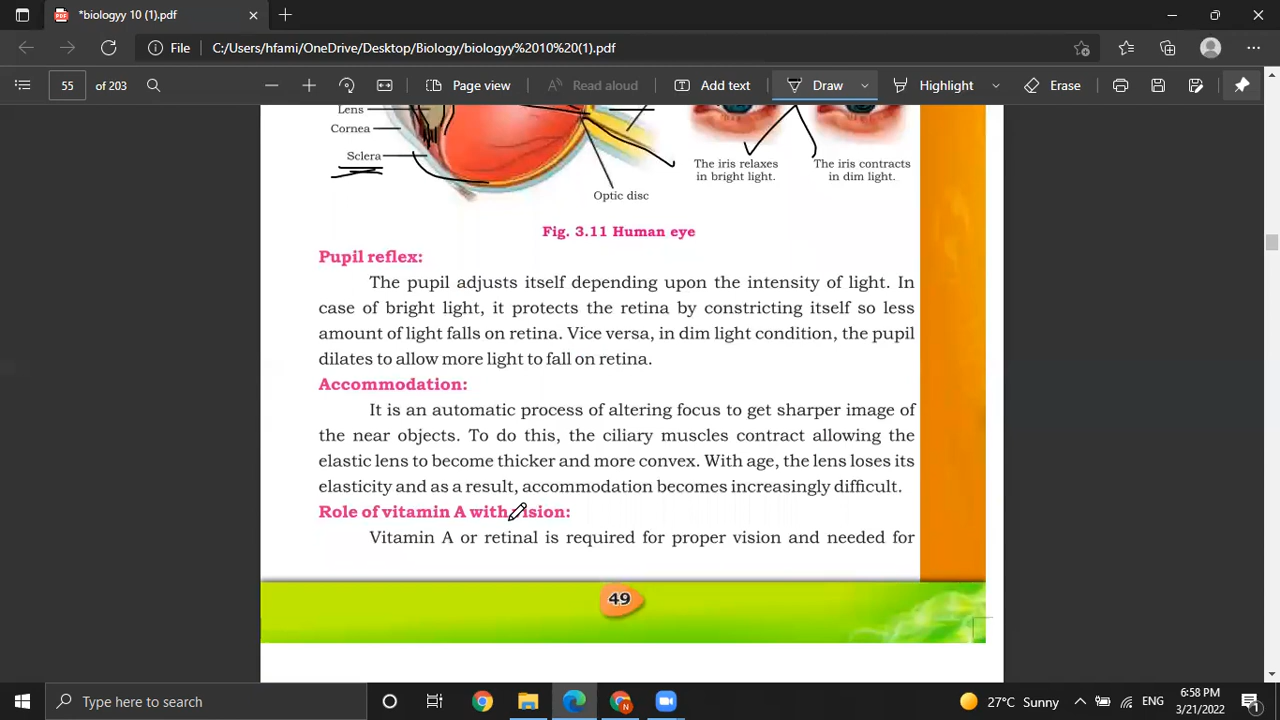 *biologyy 10 (1).pdf
File C:/Users/hfami/OneDrive/Desktop/Biology/biologyy%2010%20(1).pdf
55 of 203 Page view Read aloud Add text Draw Highlight Erase
Lens
Cornea
Sclera
Optic disc
The iris relaxes
in bright light.
The iris contracts
in dim light.
Fig. 3.11 Human eye
Pupil reflex:
The pupil adjusts itself depending upon the intensity of light. In
case of bright light, it protects the retina by constricting itself so less
amount of light falls on retina. Vice versa, in dim light condition, the pupil
dilates to allow more light to fall on retina.
Accommodation:
It is an automatic process of altering focus to get sharper image of
the near objects. To do this, the ciliary muscles contract allowing the
elastic lens to become thicker and more convex. With age, the lens loses its
elasticity and as a result, accommodation becomes increasingly difficult.
Role of vitamin A with vision:
Vitamin A or retinal is required for proper vision and needed for
49
Type here to search
27°C Sunny
ENG
6:58 PM
3/21/2022